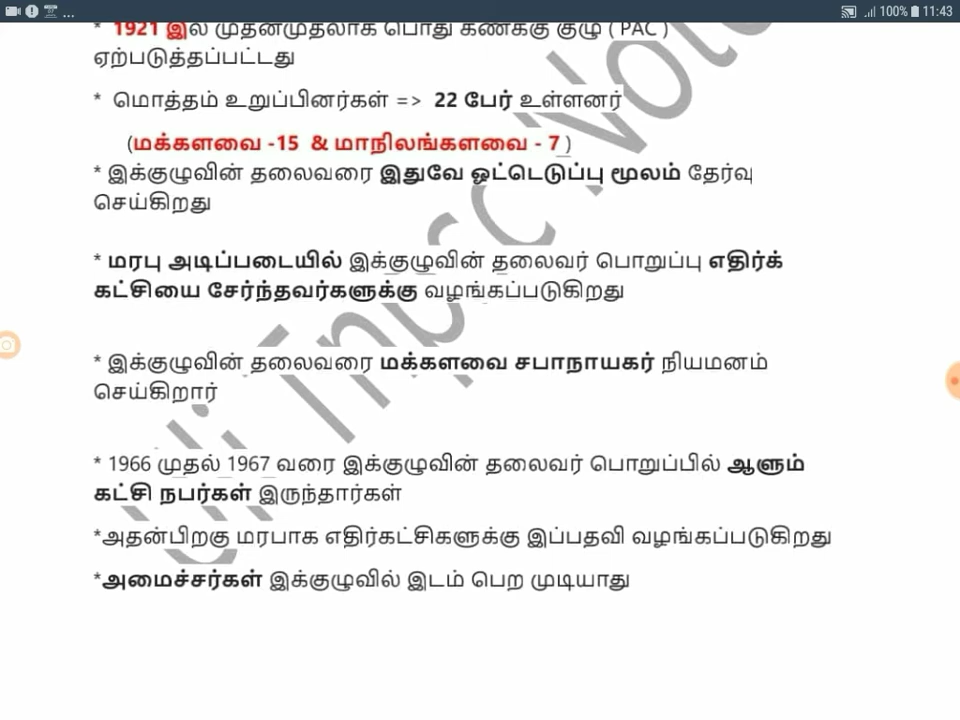 100% 11:43
* 1921 இல் முதன்முதலாக பொது கணக்கு குழு ( PAC )
ஏற்படுத்தப்பட்டது
* மொத்தம் உறுப்பினர்கள் => 22 பேர் உள்ளனர்
(மக்களவை -15 & மாநிலங்களவை - 7 )
* இக்குழுவின் தலைவரை இதுவே ஓட்டெடுப்பு மூலம் தேர்வு
செய்கிறது
* மரபு அடிப்படையில் இக்குழுவின் தலைவர் பொறுப்பு எதிர்க்
கட்சியை சேர்ந்தவர்களுக்கு வழங்கப்படுகிறது
* இக்குழுவின் தலைவரை மக்களவை சபாநாயகர் நியமனம்
செய்கிறார்
* 1966 முதல் 1967 வரை இக்குழுவின் தலைவர் பொறுப்பில் ஆளும்
கட்சி நபர்கள் இருந்தார்கள்
*அதன்பிறகு மரபாக எதிர்கட்சிகளுக்கு இப்பதவி வழங்கப்படுகிறது
*அமைச்சர்கள் இக்குழுவில் இடம் பெற முடியாது